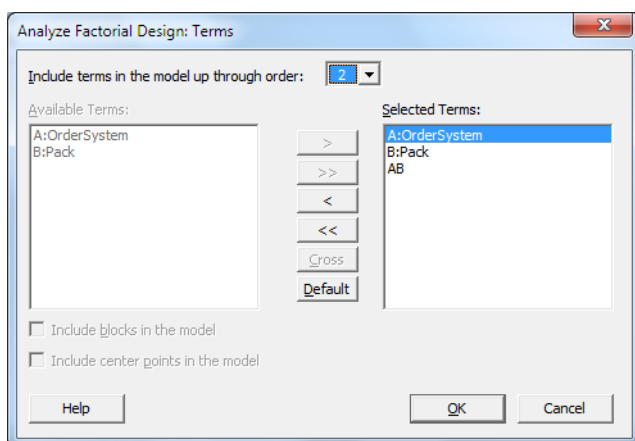 Analyze Factorial Design: Terms
Include terms in the model up through order: 2
Available Terms:
A:OrderSystem
B:Pack
>
>>
<
<<
Cross
Default
Selected Terms:
A:OrderSystem
B:Pack
AB
Include blocks in the model
Include center points in the model
Help
OK
Cancel